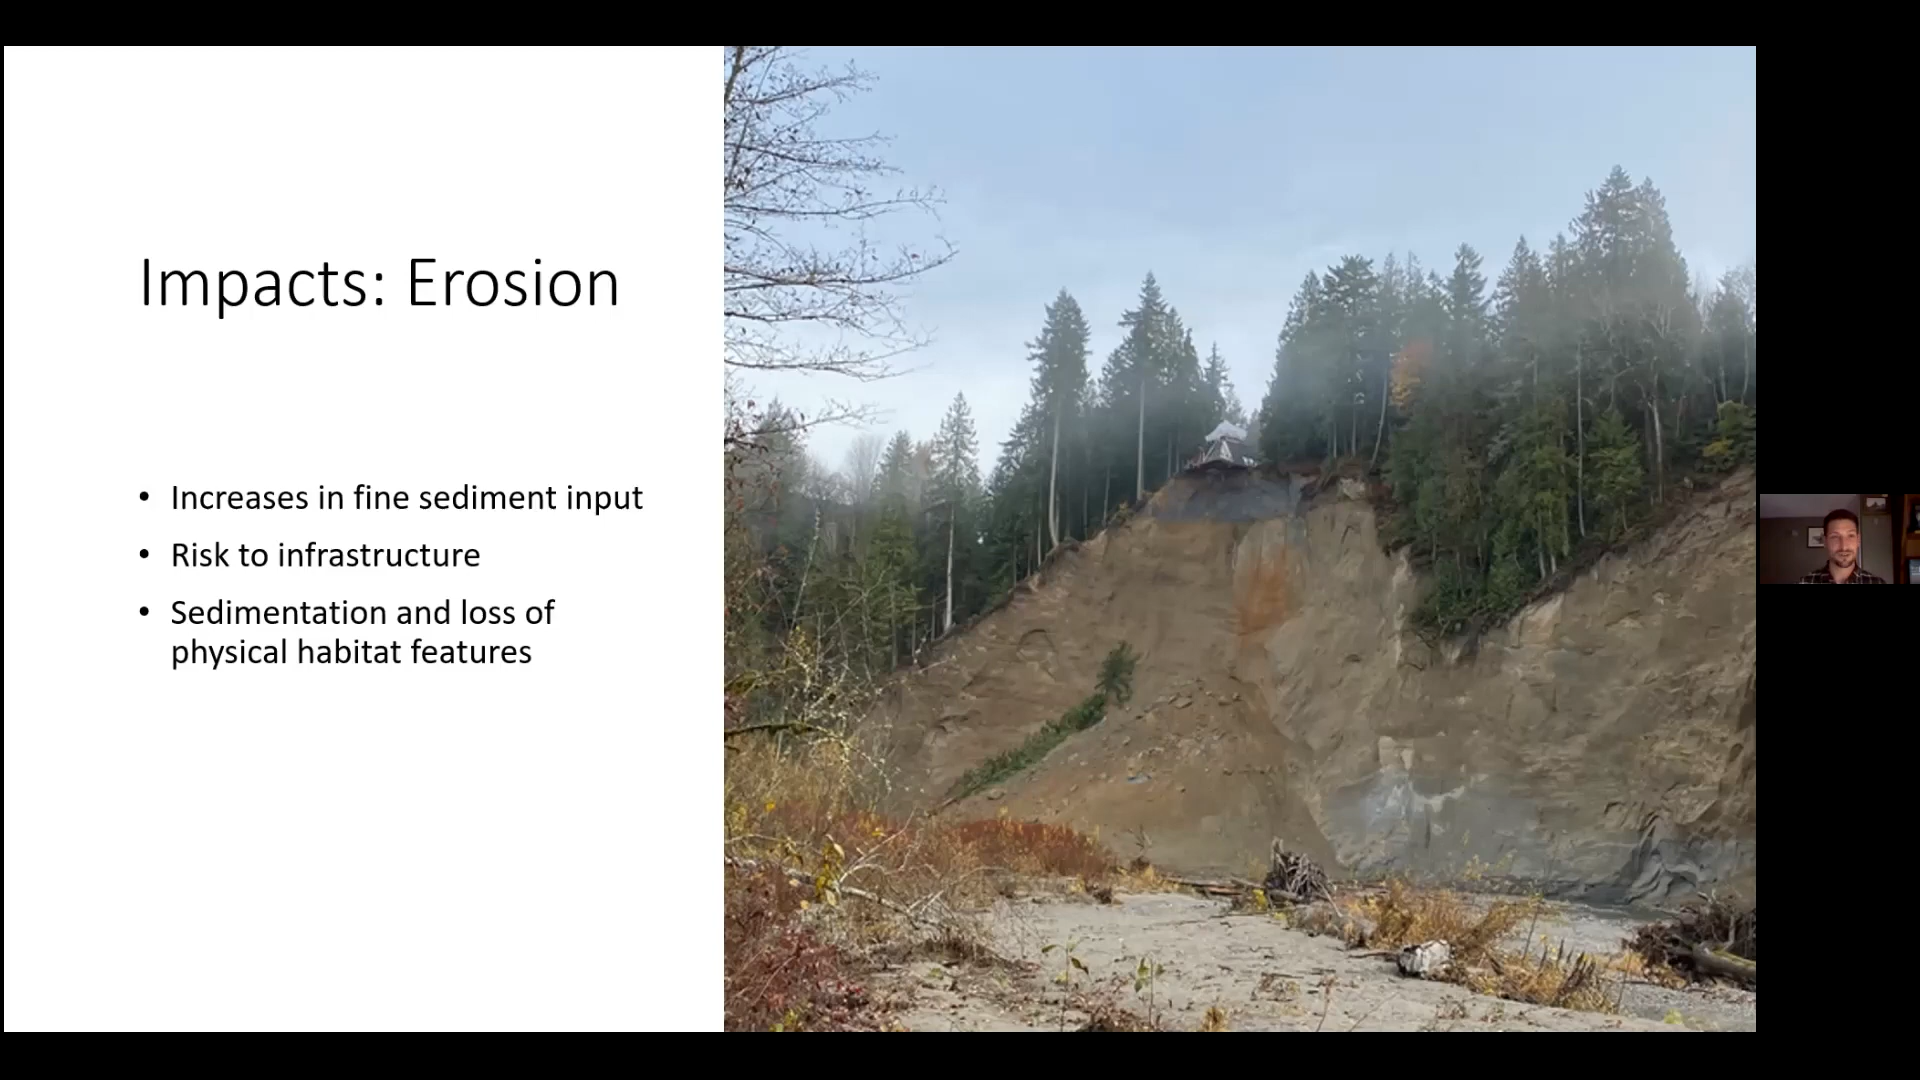 Impacts: Erosion
• Increases in fine sediment input
• Risk to infrastructure
• Sedimentation and loss of
physical habitat features